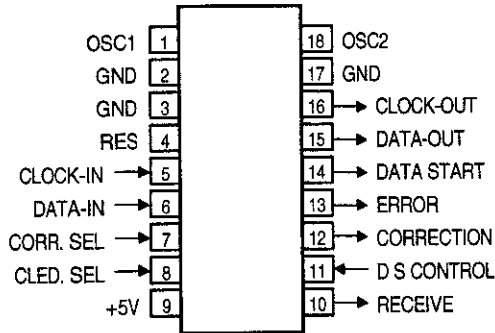 OSC1 1 18 OSC2
GND 2 17 GND
GND 3 16 CLOCK-OUT
RES 4 15 DATA-OUT
CLOCK-IN 5 14 DATA START
DATA-IN 6 13 ERROR
CORR. SEL 7 12 CORRECTION
CLED. SEL 8 11 D S CONTROL
+5V 9 10 RECEIVE